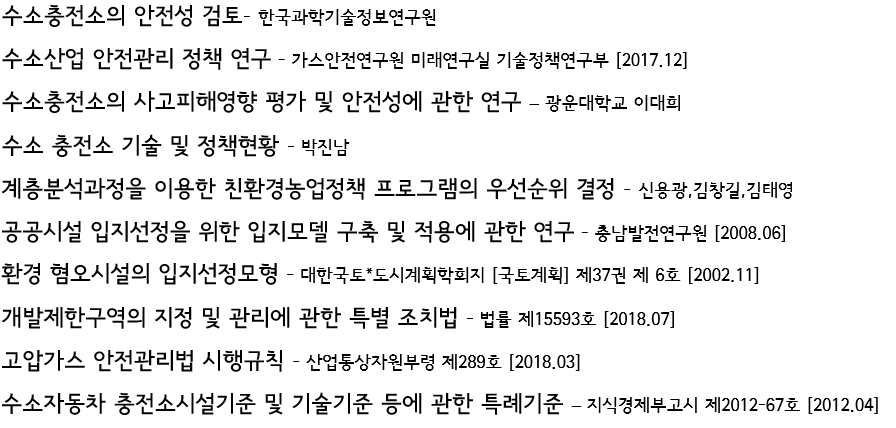 수소충전소의 안전성 검토- 한국과학기술정보연구원
수소산업 안전관리 정책 연구 - 가스안전연구원 미래연구실 기술정책연구부 [2017.12]
수소충전소의 사고피해영향 평가 및 안전성에 관한 연구 – 광운대학교 이대희
수소 충전소 기술 및 정책현황 - 박진남
계층분석과정을 이용한 친환경농업정책 프로그램의 우선순위 결정 - 신용광,김창길,김태영
공공시설 입지선정을 위한 입지모델 구축 및 적용에 관한 연구 - 충남발전연구원 [2008.06]
환경 혐오시설의 입지선정모형 - 대한국토*도시계획학회지 [국토계획] 제37권 제 6호 [2002.11]
개발제한구역의 지정 및 관리에 관한 특별 조치법 - 법률 제15593호 [2018.07]
고압가스 안전관리법 시행규칙 - 산업통상자원부령 제289호 [2018.03]
수소자동차 충전소시설기준 및 기술기준 등에 관한 특례기준 – 지식경제부고시 제2012-67호 [2012.04]